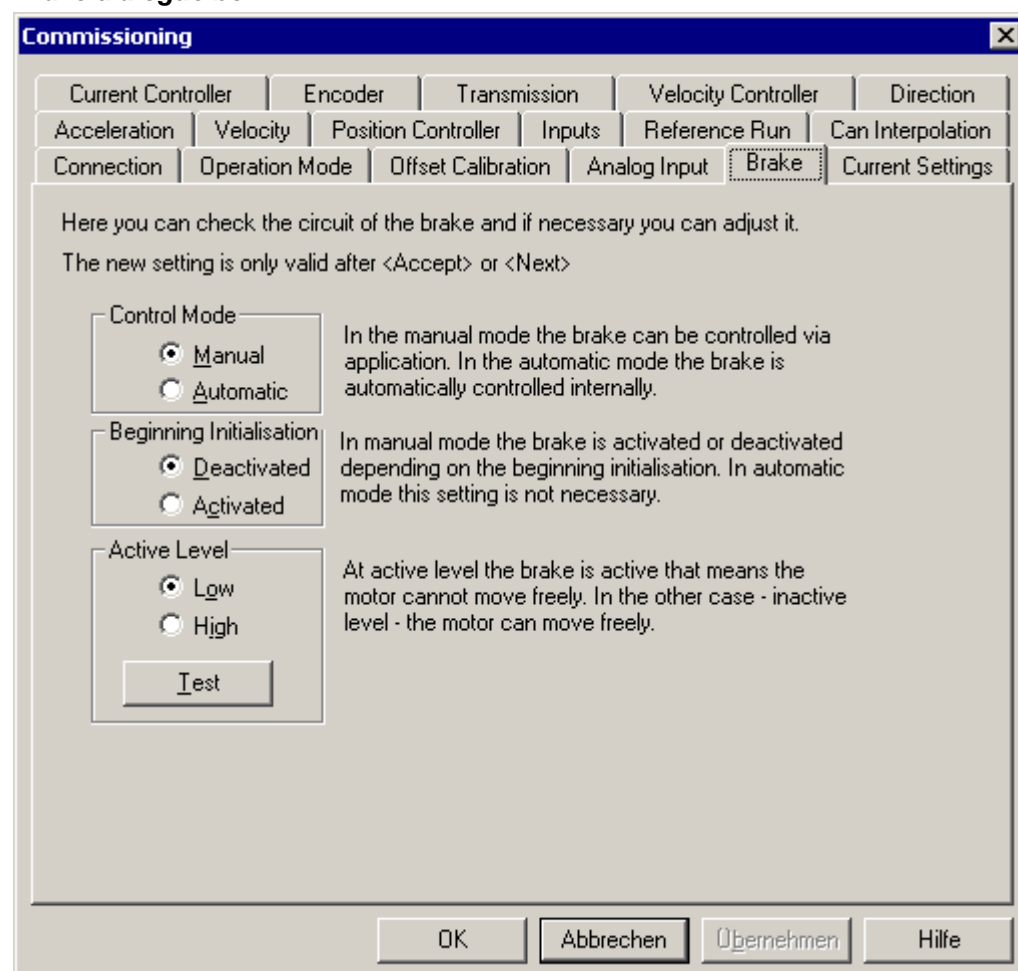 Commissioning
Current Controller Encoder Transmission Velocity Controller Direction
Acceleration Velocity Position Controller Inputs Reference Run Can Interpolation
Connection Operation Mode Offset Calibration Analog Input Brake Current Settings
Here you can check the circuit of the brake and if necessary you can adjust it.
The new setting is only valid after <Accept> or <Next>
Control Mode
Manual
Automatic
In the manual mode the brake can be controlled via
application. In the automatic mode the brake is
automatically controlled internally.
Beginning Initialisation
Deactivated
Activated
In manual mode the brake is activated or deactivated
depending on the beginning initialisation. In automatic
mode this setting is not necessary.
Active Level
Low
High
Test
At active level the brake is active that means the
motor cannot move freely. In the other case - inactive
level - the motor can move freely.
OK Abbrechen Übernehmen Hilfe